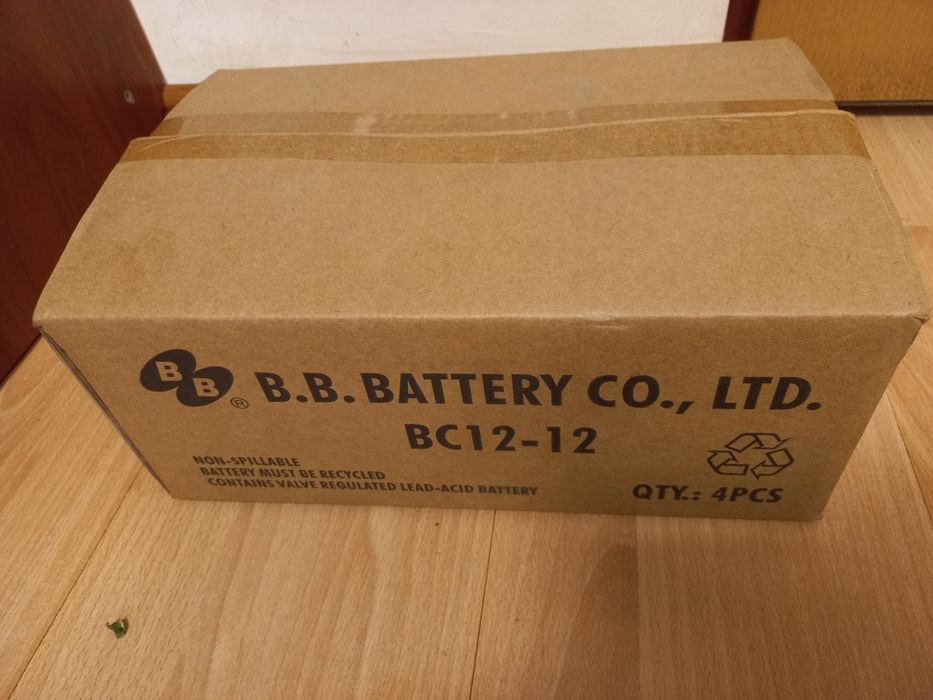 B B ® B.B. BATTERY CO., LTD.
BC12-12
NON-SPILLABLE
BATTERY MUST BE RECYCLED
CONTAINS VALVE REGULATED LEAD-ACID BATTERY
QTY.: 4PCS